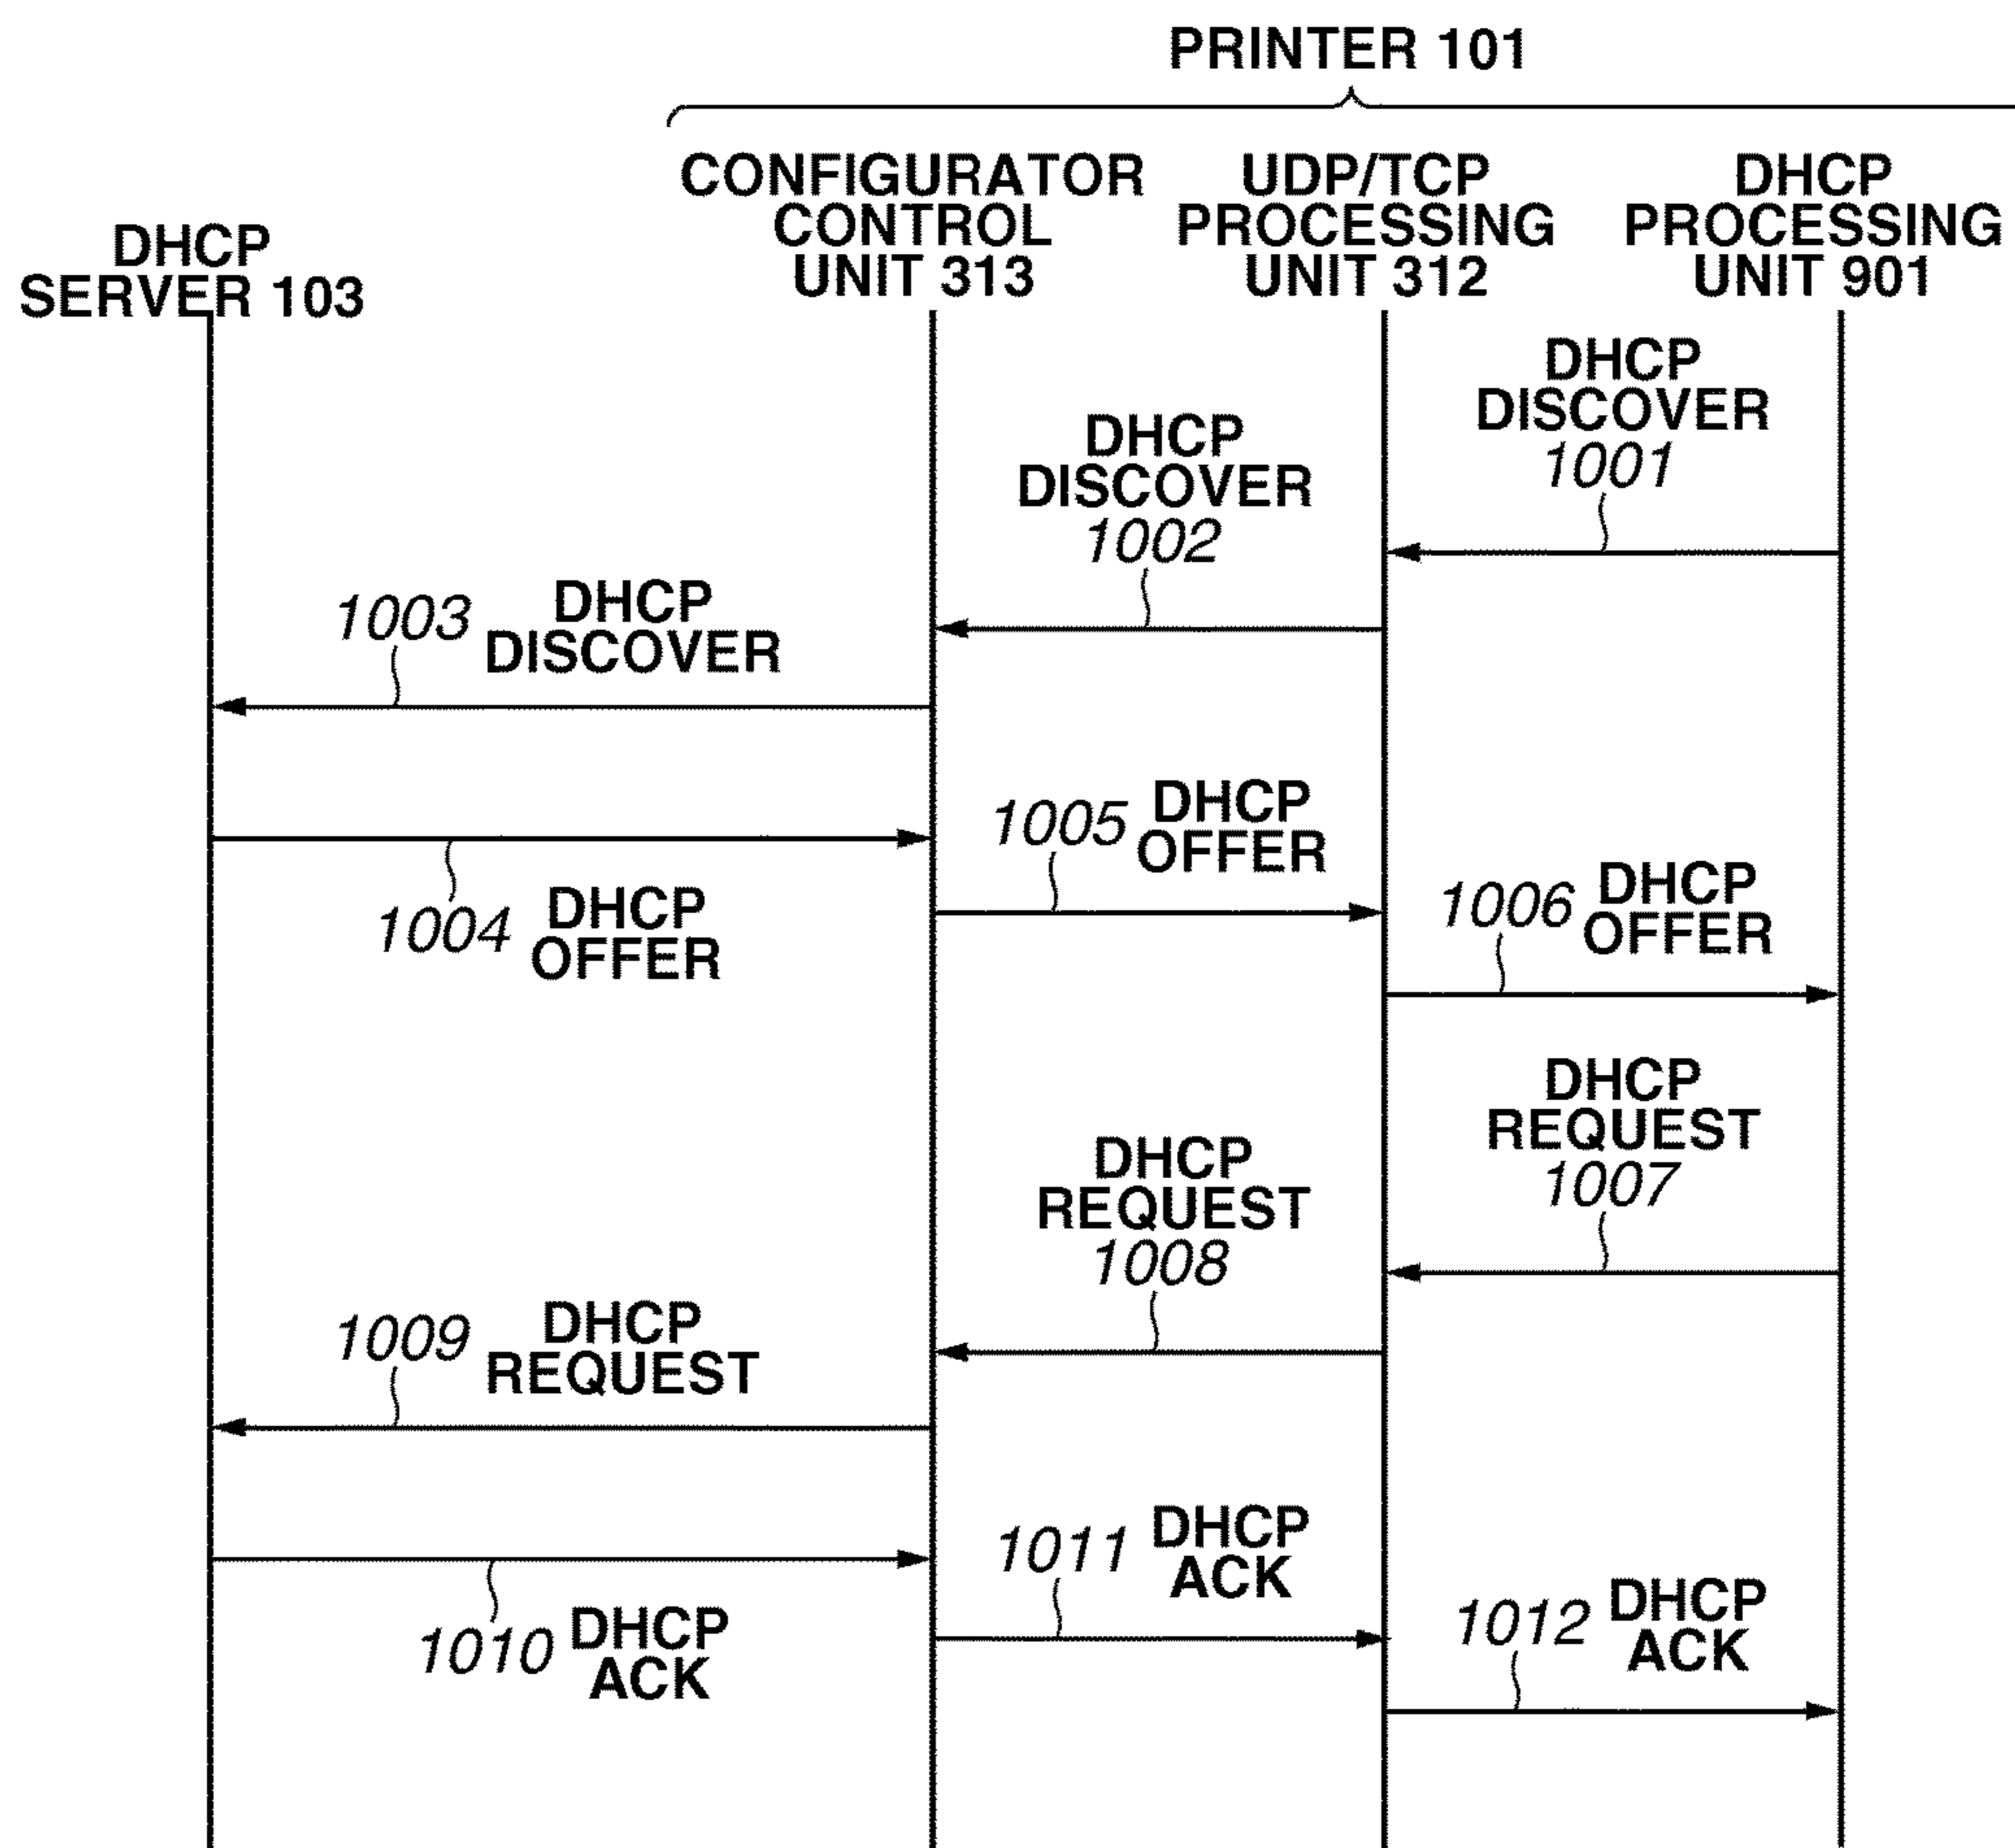 PRINTER 101
CONFIGURATOR
CONTROL
UNIT 313
UDP/TCP
PROCESSING
UNIT 312
DHCP
PROCESSING
UNIT 901
DHCP
SERVER 103
DHCP
DISCOVER
1001
DHCP
DISCOVER
1002
1003 DHCP
DISCOVER
1004 DHCP
OFFER
1005 DHCP
OFFER
1006 DHCP
OFFER
DHCP
REQUEST
1007
DHCP
REQUEST
1008
1009 DHCP
REQUEST
1010 DHCP
ACK
1011 DHCP
ACK
1012 DHCP
ACK